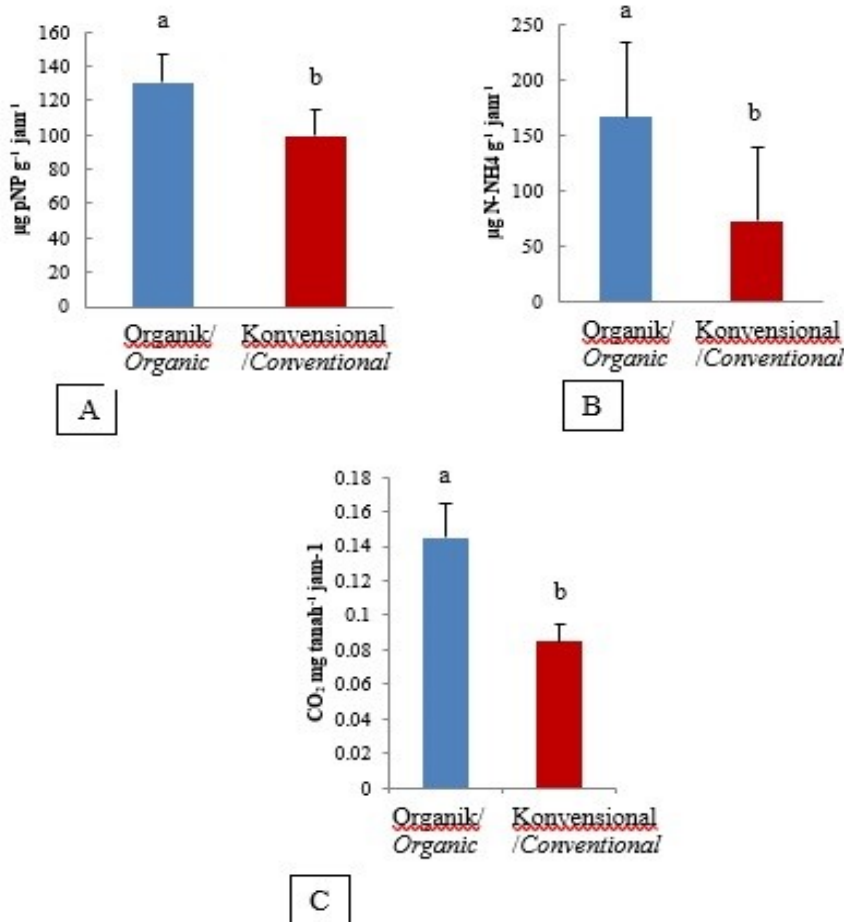 a
160
140
120
100
80
60
40
20
0
b
µg pNP g⁻¹ jam⁻¹
Organik/
Organic
Konvensional
/Conventional
A
a
250
200
150
100
50
0
b
µg N-NH4 g⁻¹ jam⁻¹
Organik/
Organic
Konvensional
/Conventional
B
a
0.18
0.16
0.14
0.12
0.1
0.08
0.06
0.04
0.02
0
b
CO₂ mg tanah⁻¹ jam-1
Organik/
Organic
Konvensional
/Conventional
C